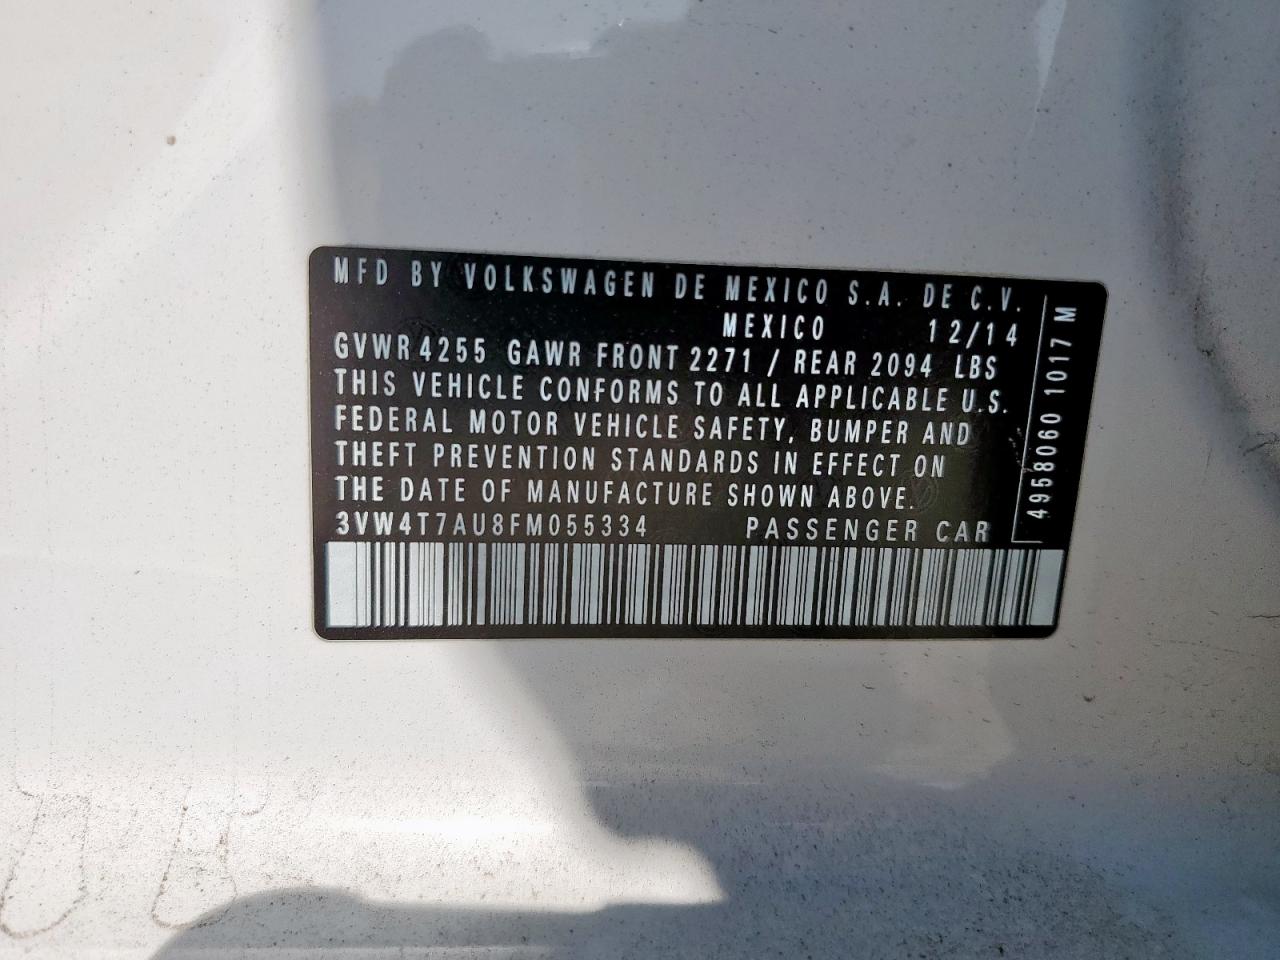 MFD BY VOLKSWAGEN DE MEXICO S.A. DE C.V.
MEXICO 12/14
GVWR 4255 GAWR FRONT 2271 / REAR 2094 LBS
THIS VEHICLE CONFORMS TO ALL APPLICABLE U.S.
FEDERAL MOTOR VEHICLE SAFETY, BUMPER AND
THEFT PREVENTION STANDARDS IN EFFECT ON
THE DATE OF MANUFACTURE SHOWN ABOVE.
3VW4T7AU8FM055334 PASSENGER CAR
4958060 1017 M